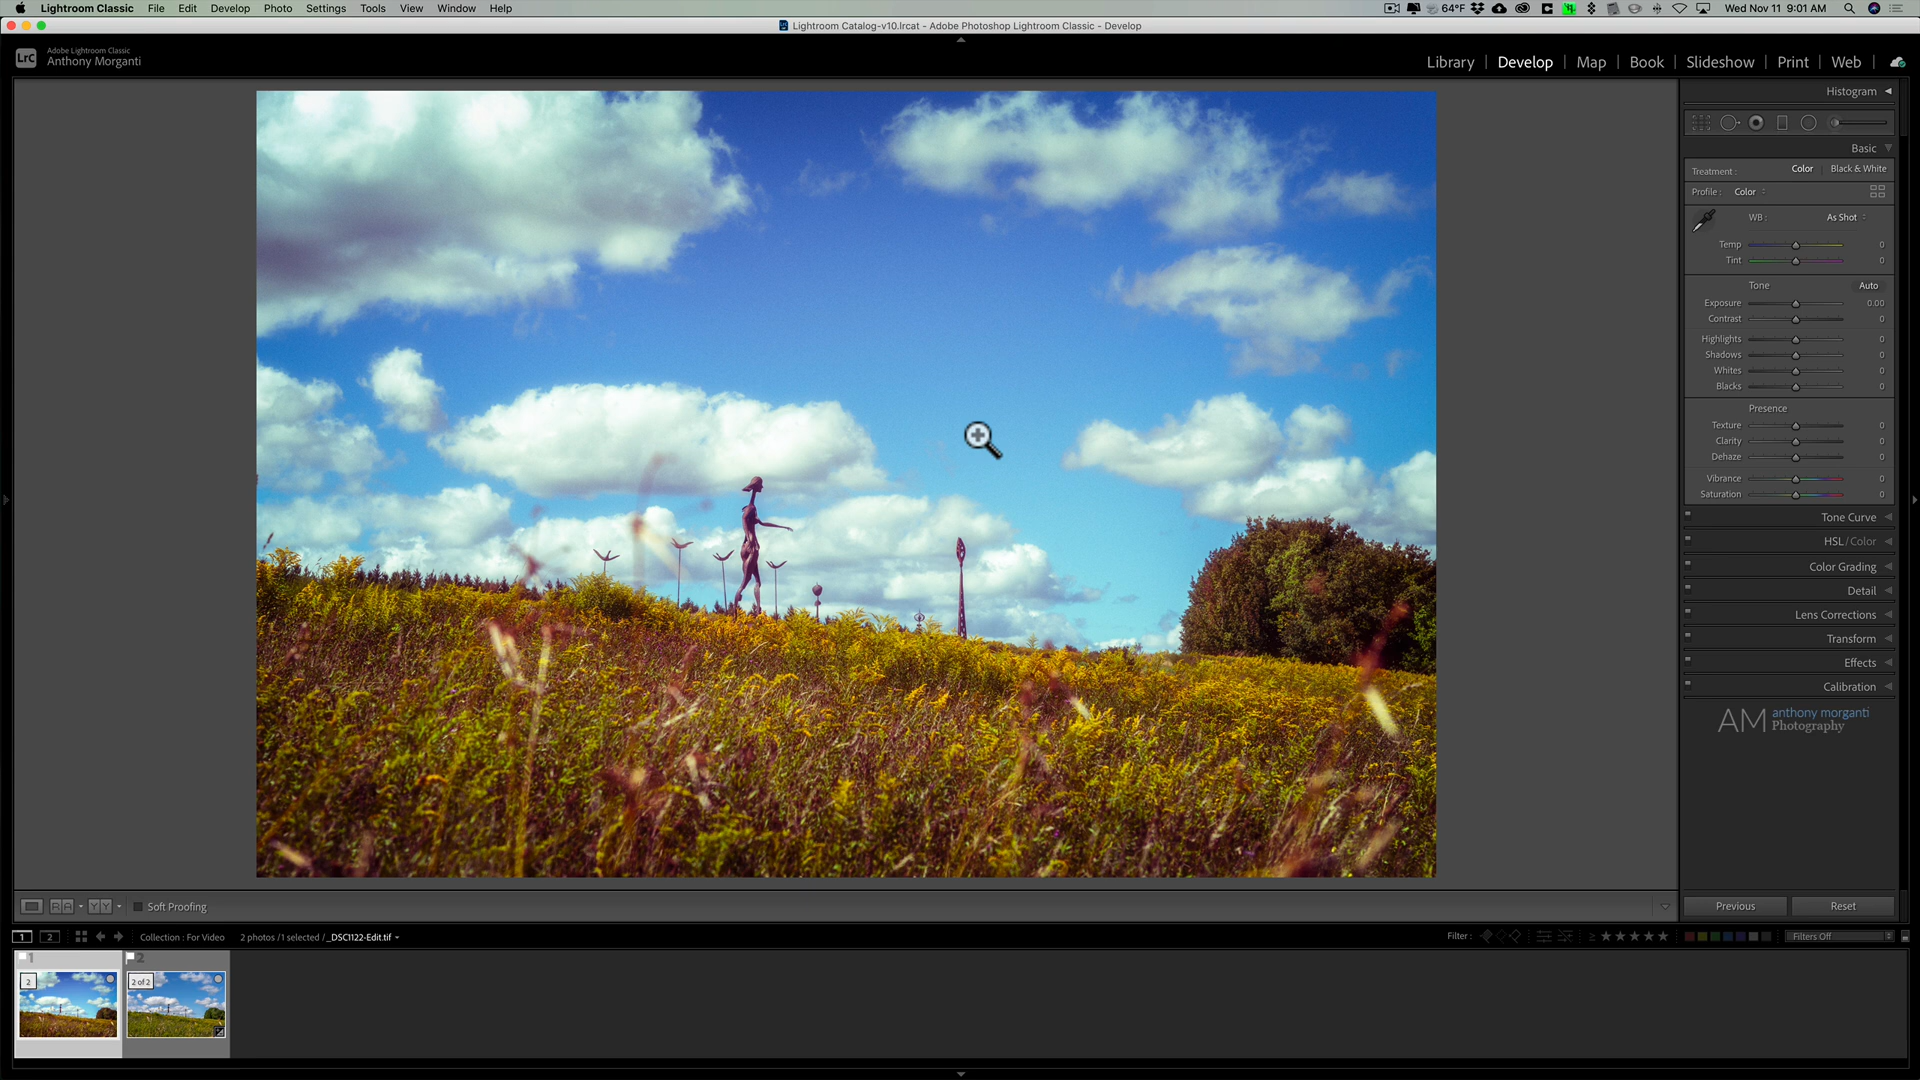 Lightroom Classic File Edit Develop Photo Settings Tools View Window Help 64°F Wed Nov 11 9:01 AM
Lightroom Catalog-v10.lrcat - Adobe Photoshop Lightroom Classic - Develop
LrC
Adobe Lightroom Classic
Anthony Morganti
Library | Develop | Map | Book | Slideshow | Print | Web
Histogram
Basic
Treatment : Color | Black & White
Profile : Color
WB : As Shot
Temp 0
Tint 0
Tone Auto
Exposure 0.00
Contrast 0
Highlights 0
Shadows 0
Whites 0
Blacks 0
Presence
Texture 0
Clarity 0
Dehaze 0
Vibrance 0
Saturation 0
Tone Curve
HSL / Color
Color Grading
Detail
Lens Corrections
Transform
Effects
Calibration
AM anthony morganti
Photography
Soft Proofing
Previous Reset
1 2 Collection : For Video 2 photos / 1 selected / _DSC1122-Edit.tif Filter : Filters Off
1 2
2 2 of 2